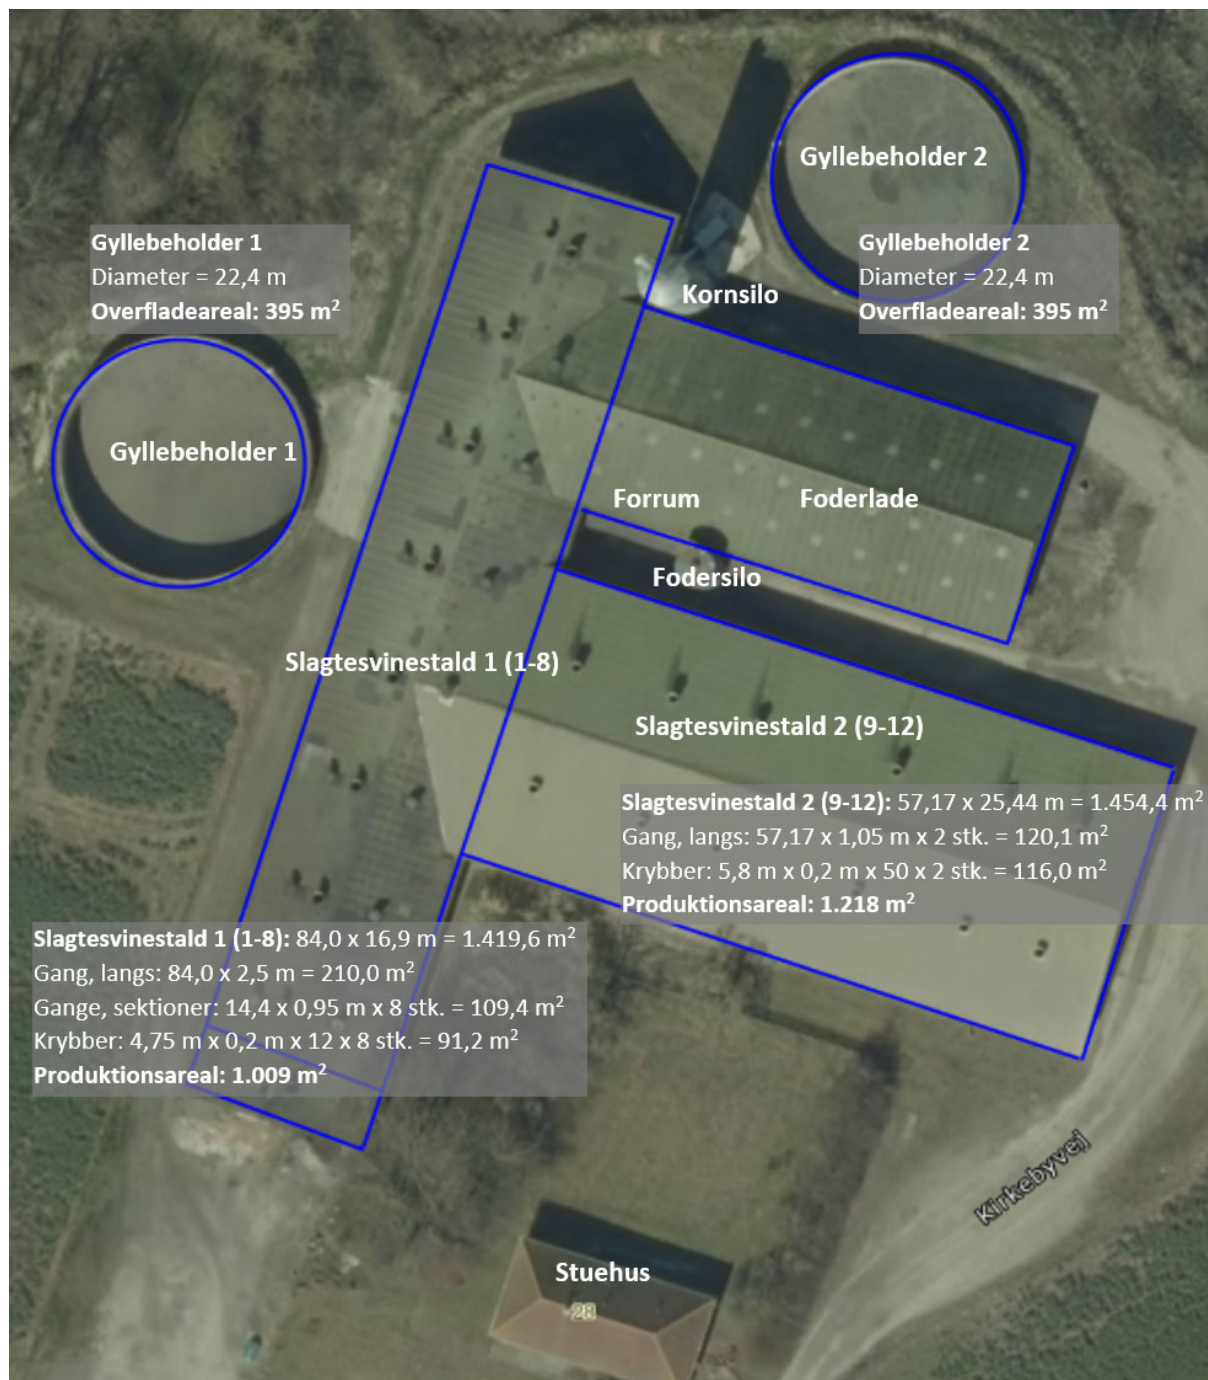 Gyllebeholder 2
Gyllebeholder 1
Diameter = 22,4 m
Overfladeareal: 395 m²
Gyllebeholder 2
Diameter = 22,4 m
Overfladeareal: 395 m²
Kornsilo
Gyllebeholder 1
Forrum
Foderlade
Fodersilo
Slagtesvinestald 1 (1-8)
Slagtesvinestald 2 (9-12)
Slagtesvinestald 2 (9-12): 57,17 x 25,44 m = 1.454,4 m²
Gang, langs: 57,17 x 1,05 m x 2 stk. = 120,1 m²
Krybber: 5,8 m x 0,2 m x 50 x 2 stk. = 116,0 m²
Produktionsareal: 1.218 m²
Slagtesvinestald 1 (1-8): 84,0 x 16,9 m = 1.419,6 m²
Gang, langs: 84,0 x 2,5 m = 210,0 m²
Gange, sektioner: 14,4 x 0,95 m x 8 stk. = 109,4 m²
Krybber: 4,75 m x 0,2 m x 12 x 8 stk. = 91,2 m²
Produktionsareal: 1.009 m²
Kirkebyvej
Stuehus
28